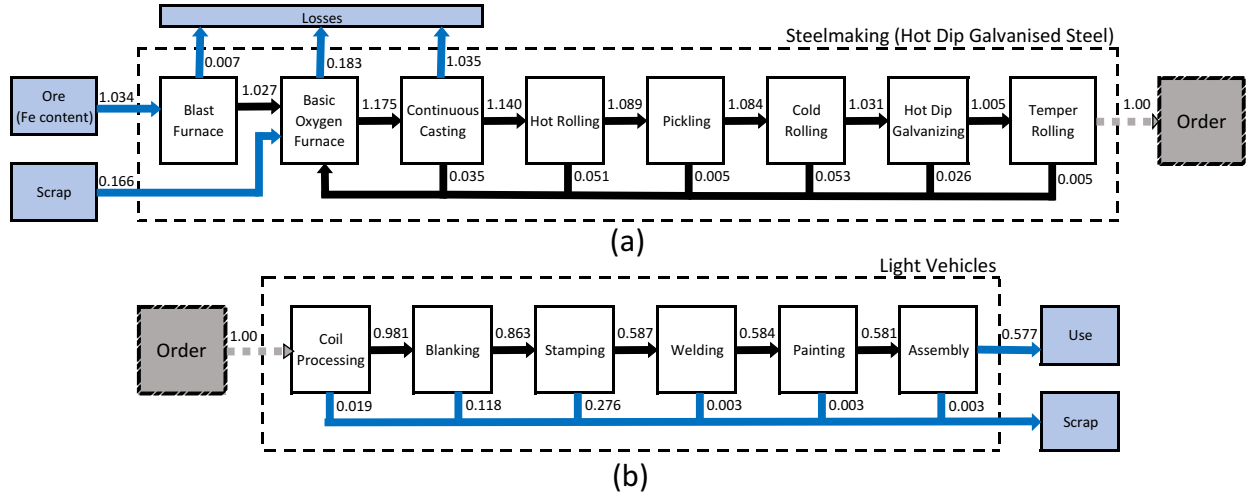 Losses
Steelmaking (Hot Dip Galvanised Steel)
0.007
0.183
1.035
Ore
(Fe content)
1.034
Blast
Furnace
1.027
Basic
Oxygen
Furnace
1.175
Continuous
Casting
1.140
Hot Rolling
1.089
Pickling
1.084
Cold
Rolling
1.031
Hot Dip
Galvanizing
1.005
Temper
Rolling
1.00
Order
Scrap
0.166
0.035
0.051
0.005
0.053
0.026
0.005
(a)
Light Vehicles
Order
1.00
Coil
Processing
0.981
Blanking
0.863
Stamping
0.587
Welding
0.584
Painting
0.581
Assembly
0.577
Use
0.019
0.118
0.276
0.003
0.003
0.003
Scrap
(b)